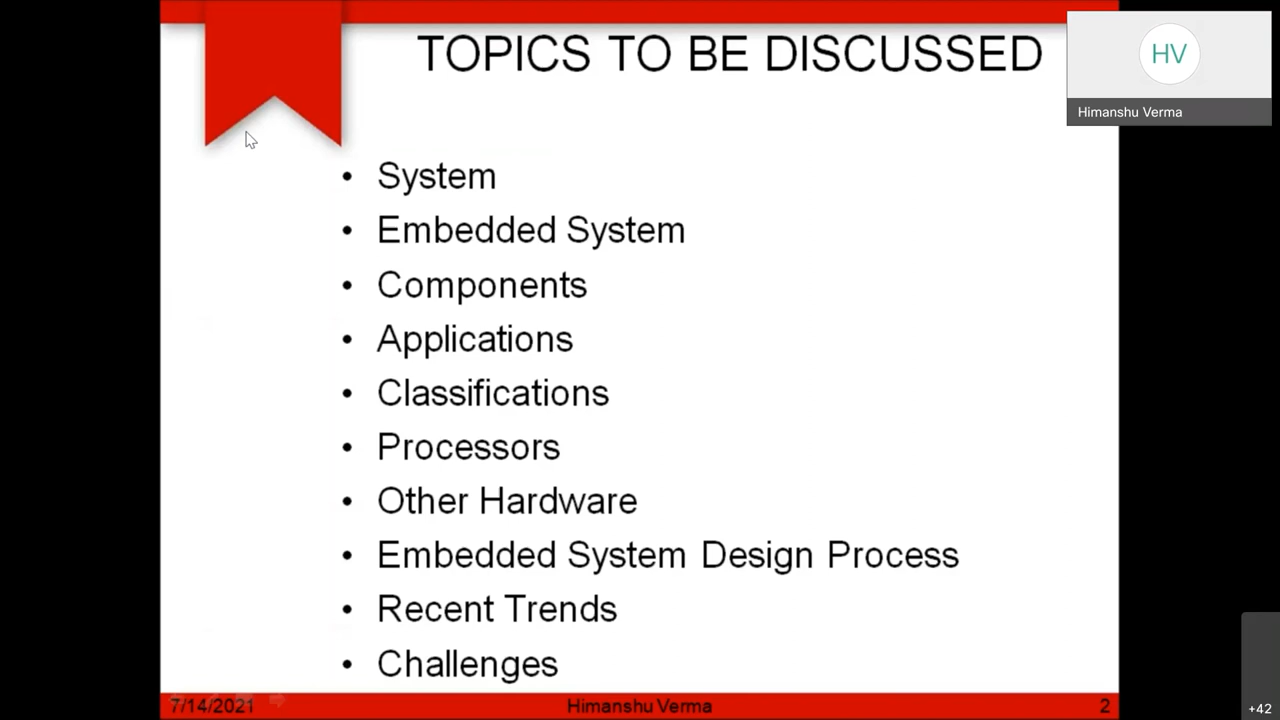 TOPICS TO BE DISCUSSED
HV
Himanshu Verma
• System
• Embedded System
• Components
• Applications
• Classifications
• Processors
• Other Hardware
• Embedded System Design Process
• Recent Trends
• Challenges
7/14/2021 Himanshu Verma 2
+42